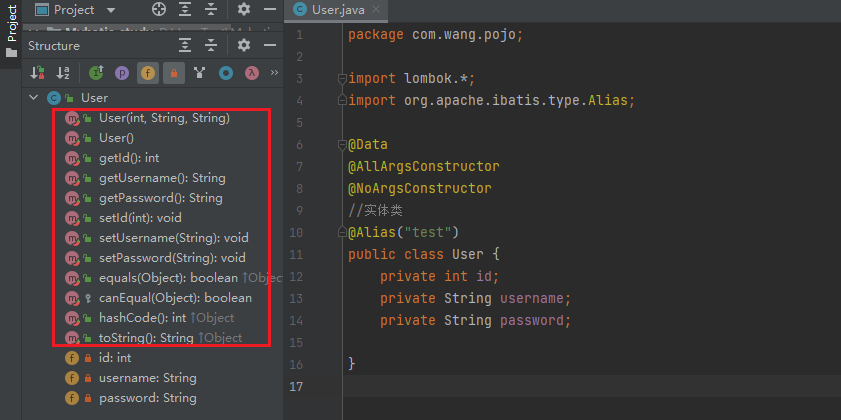 Project
Project
Structure
User
User(int, String, String)
User()
getId(): int
getUsername(): String
getPassword(): String
setId(int): void
setUsername(String): void
setPassword(String): void
equals(Object): boolean ↑Objec
canEqual(Object): boolean
hashCode(): int ↑Object
toString(): String ↑Object
id: int
username: String
password: String
User.java
1 package com.wang.pojo;
2
3 import lombok.*;
4 import org.apache.ibatis.type.Alias;
5
6 @Data
7 @AllArgsConstructor
8 @NoArgsConstructor
9 //实体类
10 @Alias("test")
11 public class User {
12 private int id;
13 private String username;
14 private String password;
15
16 }
17